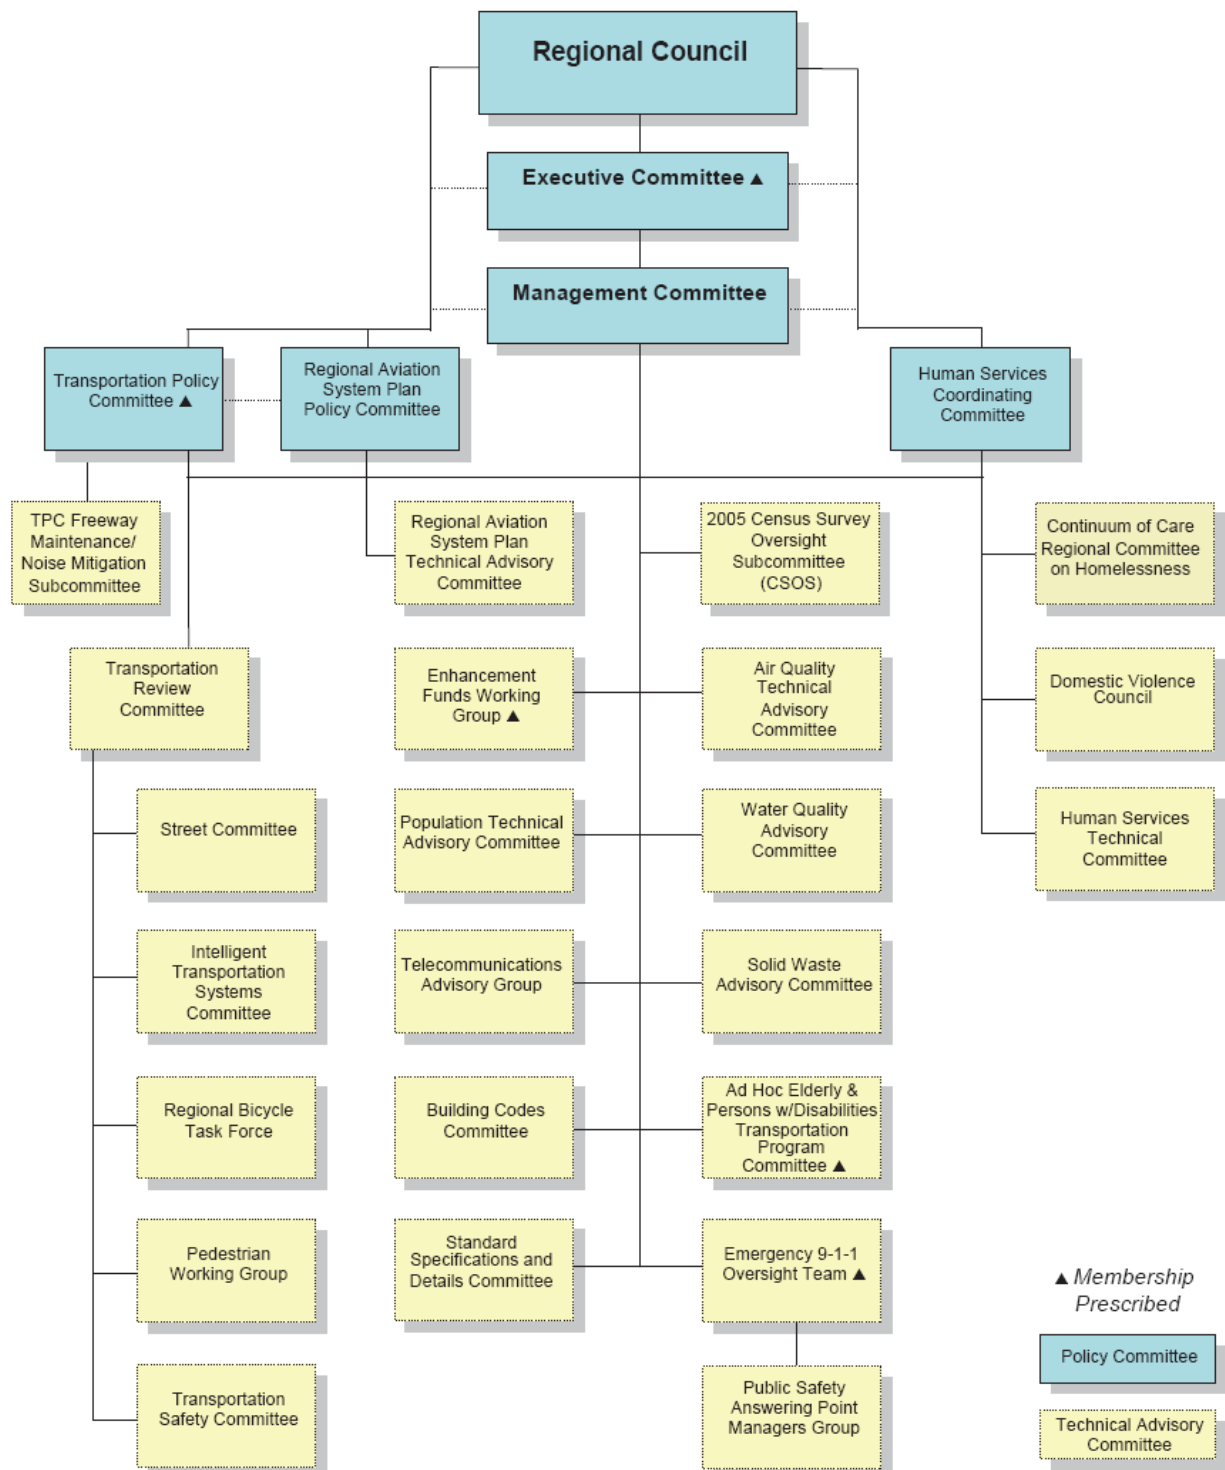 Regional Council
Executive Committee ▲
Management Committee
Transportation Policy
Committee ▲
Regional Aviation
System Plan
Policy Committee
Human Services
Coordinating
Committee
TPC Freeway
Maintenance/
Noise Mitigation
Subcommittee
Regional Aviation
System Plan
Technical Advisory
Committee
2005 Census Survey
Oversight
Subcommittee
(CSOS)
Continuum of Care
Regional Committee
on Homelessness
Transportation
Review
Committee
Enhancement
Funds Working
Group ▲
Air Quality
Technical
Advisory
Committee
Domestic Violence
Council
Street Committee
Population Technical
Advisory Committee
Water Quality
Advisory
Committee
Human Services
Technical
Committee
Intelligent
Transportation
Systems
Committee
Telecommunications
Advisory Group
Solid Waste
Advisory Committee
Regional Bicycle
Task Force
Building Codes
Committee
Ad Hoc Elderly &
Persons w/Disabilities
Transportation
Program
Committee ▲
Pedestrian
Working Group
Standard
Specifications and
Details Committee
Emergency 9-1-1
Oversight Team ▲
▲ Membership
Prescribed
Policy Committee
Transportation
Safety Committee
Public Safety
Answering Point
Managers Group
Technical Advisory
Committee